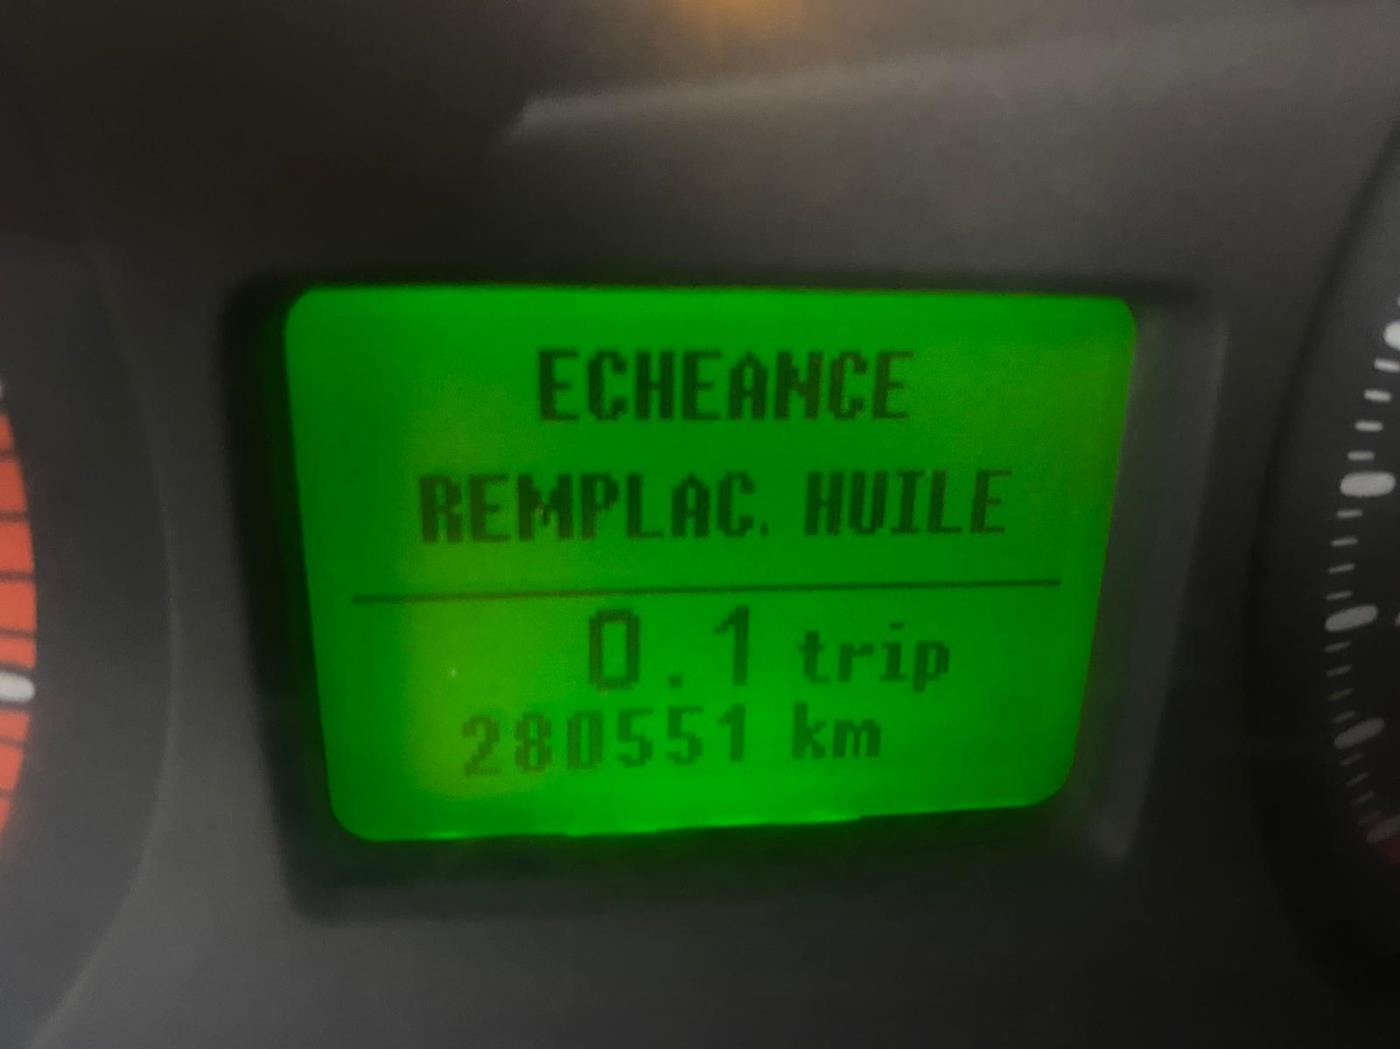 ECHEANCE
REMPLAC. HUILE
0.1 trip
280551 km